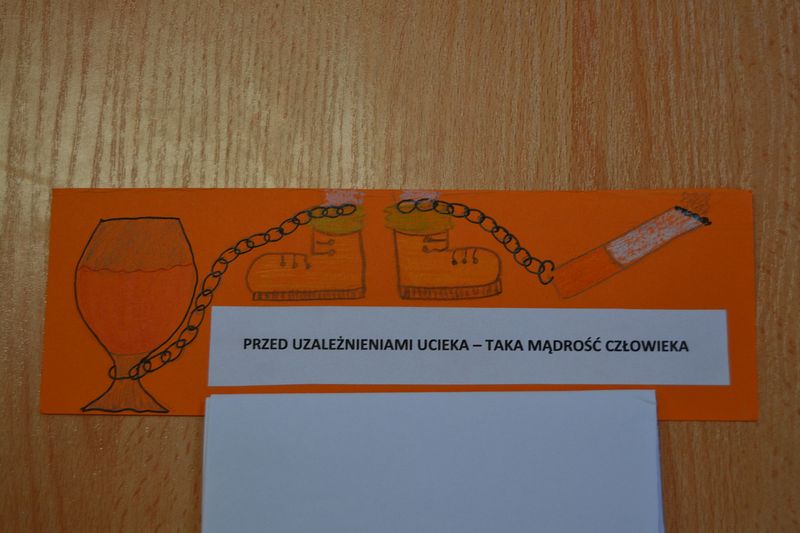 PRZED UZALEŻNIENIAMI UCIEKA – TAKA MĄDROŚĆ CZŁOWIEKA